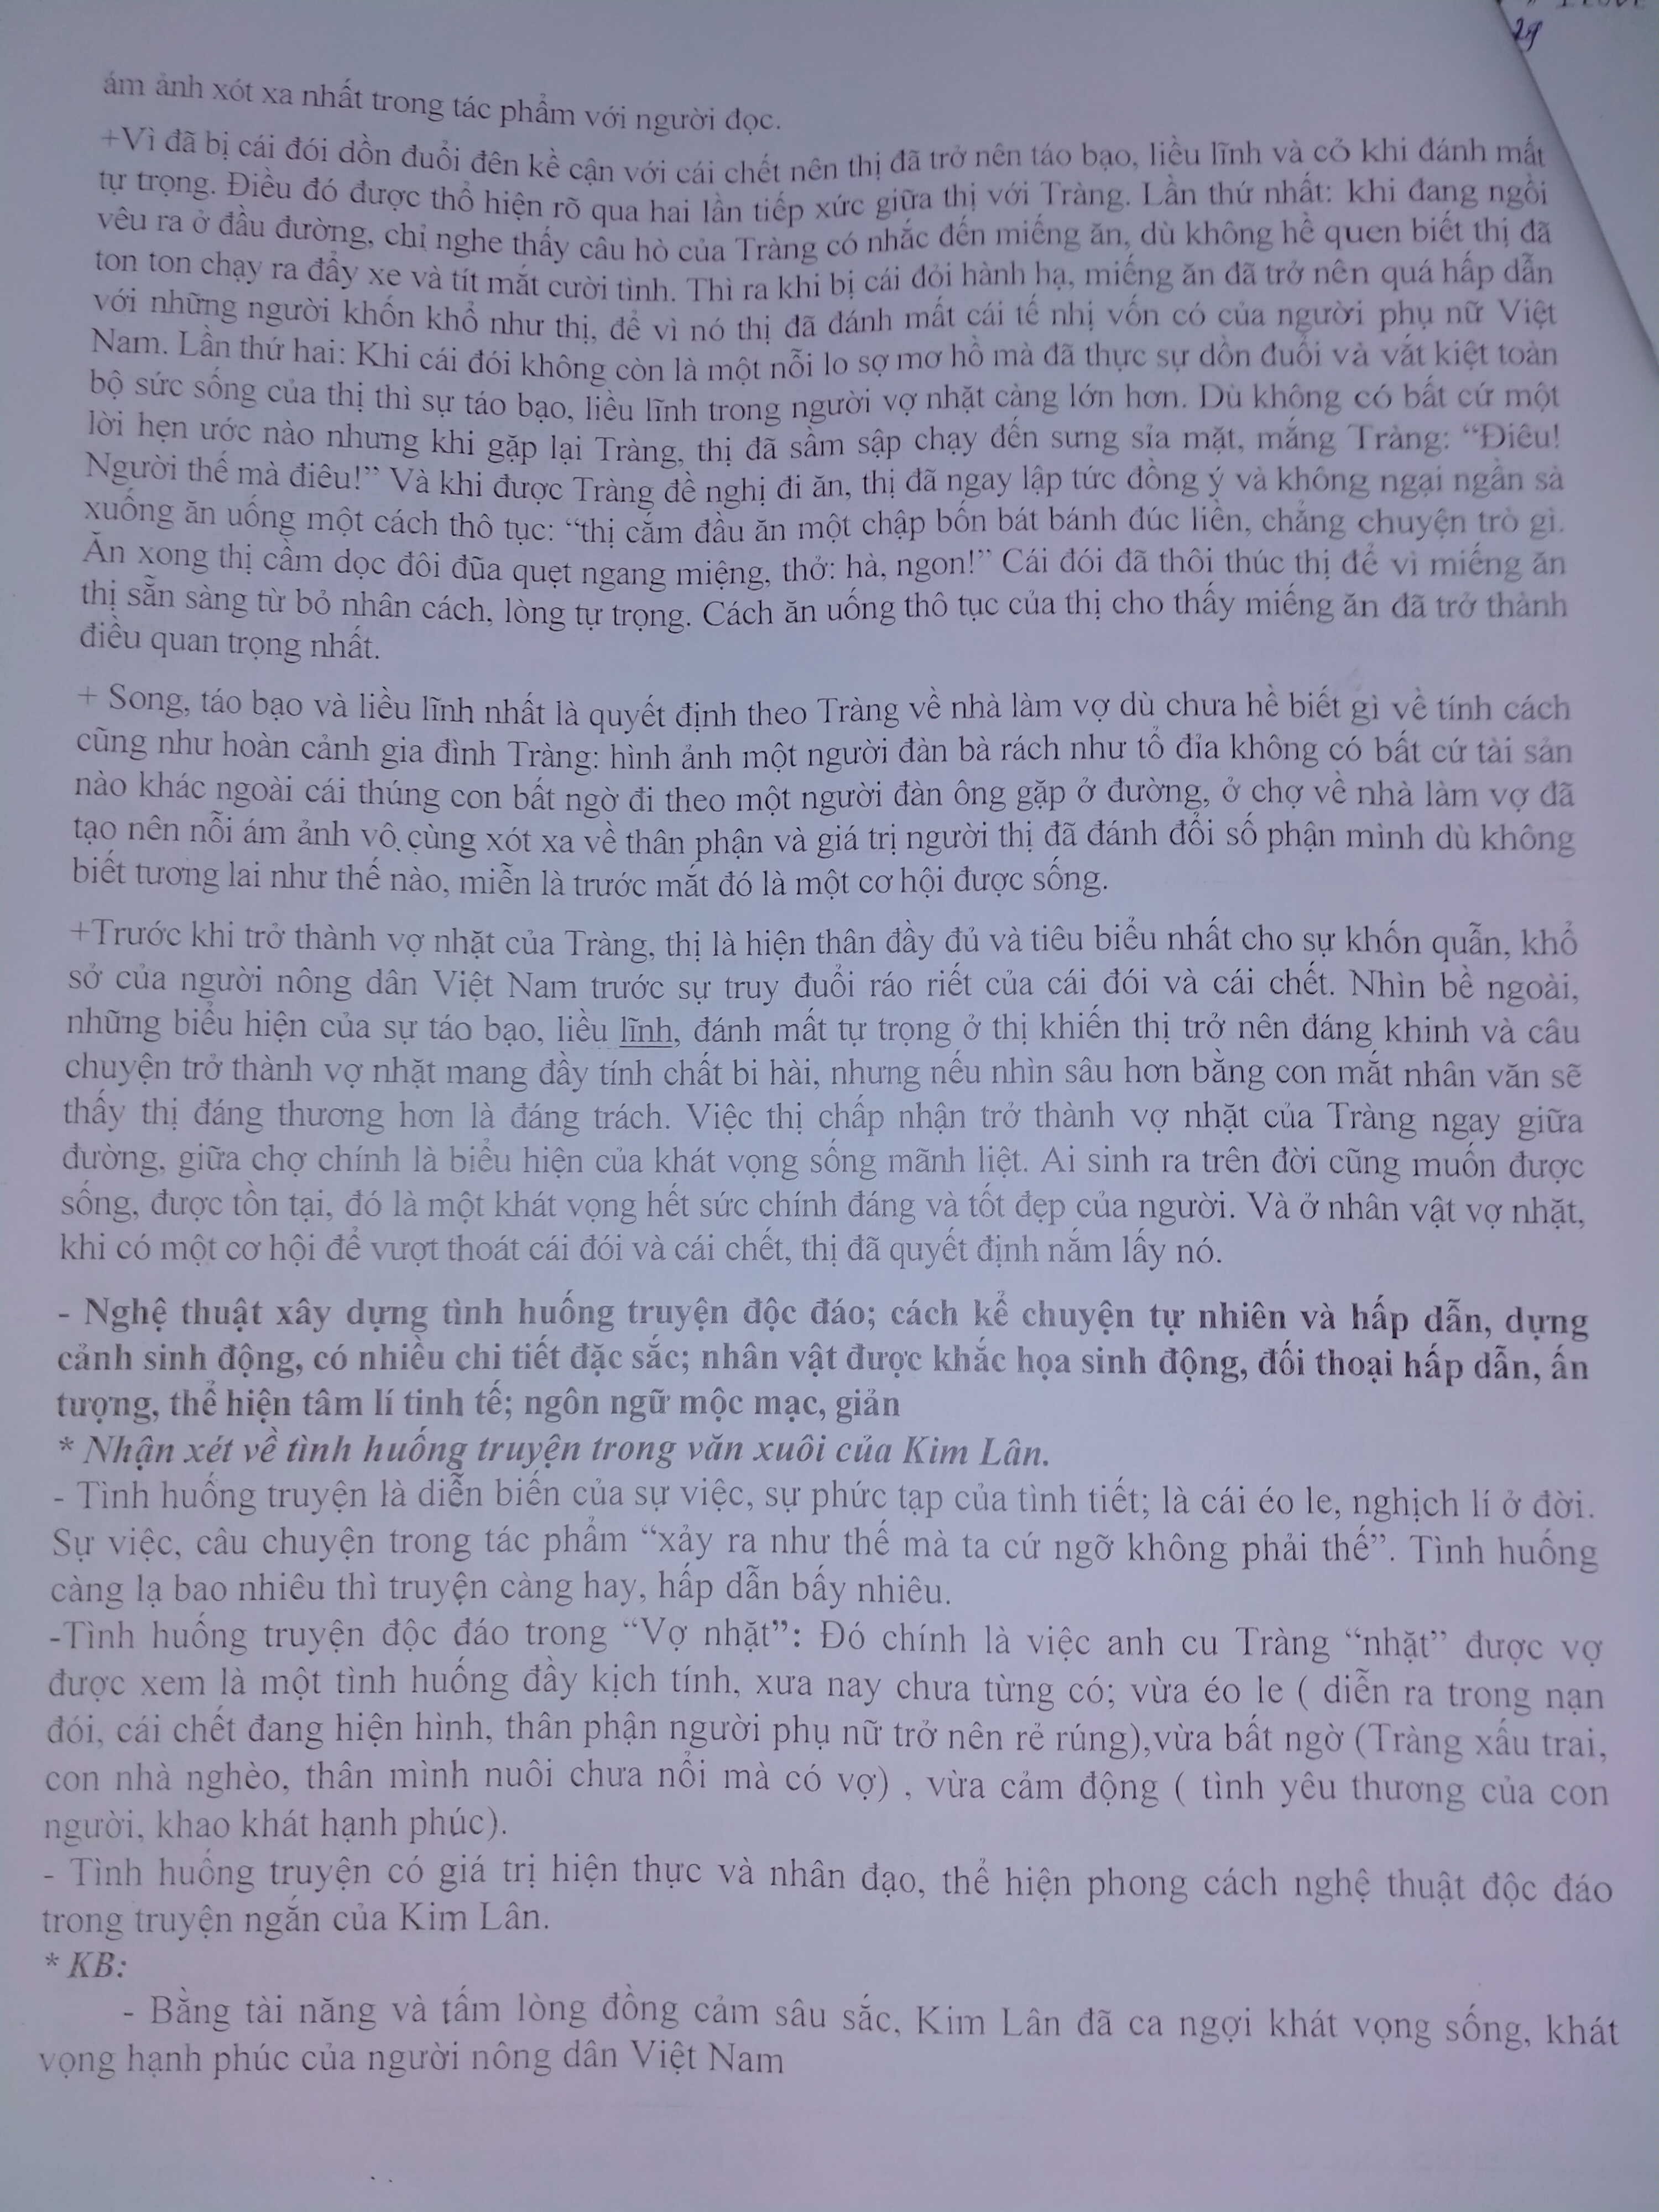 29
ám ảnh xót xa nhất trong tác phẩm với người đọc.
+Vì đã bị cái đói dồn đuổi đên kề cận với cái chết nên thị đã trở nên táo bạo, liều lĩnh và có khi đánh mất
tự trọng. Điều đó được thể hiện rõ qua hai lần tiếp xức giữa thị với Tràng. Lần thứ nhất: khi đang ngồi
vêu ra ở đầu đường, chỉ nghe thấy câu hò của Tràng có nhắc đến miếng ăn, dù không hề quen biết thị đã
ton ton chạy ra đẩy xe và tít mắt cười tình. Thì ra khi bị cái đói hành hạ, miếng ăn đã trở nên quá hấp dẫn
với những người khốn khổ như thị, để vì nó thị đã đánh mất cái tế nhị vốn có của người phụ nữ Việt
Nam. Lần thứ hai: Khi cái đói không còn là một nỗi lo sợ mơ hồ mà đã thực sự dồn đuổi và vắt kiệt toàn
bộ sức sống của thị thì sự táo bạo, liều lĩnh trong người vợ nhặt càng lớn hơn. Dù không có bất cứ một
lời hẹn ước nào nhưng khi gặp lại Tràng, thị đã sầm sập chạy đến sưng sỉa mặt, mắng Tràng: “Điêu!
Người thế mà điêu!” Và khi được Tràng đề nghị đi ăn, thị đã ngay lập tức đồng ý và không ngại ngần sà
xuống ăn uống một cách thô tục: “thị cắm đầu ăn một chập bốn bát bánh đúc liền, chẳng chuyện trò gì.
Ăn xong thị cầm dọc đôi đũa quẹt ngang miệng, thở: hà, ngon!” Cái đói đã thôi thúc thị để vì miếng ăn
thị sẵn sàng từ bỏ nhân cách, lòng tự trọng. Cách ăn uống thô tục của thị cho thấy miếng ăn đã trở thành
điều quan trọng nhất.
+ Song, táo bạo và liều lĩnh nhất là quyết định theo Tràng về nhà làm vợ dù chưa hề biết gì về tính cách
cũng như hoàn cảnh gia đình Tràng: hình ảnh một người đàn bà rách như tổ đỉa không có bất cứ tài sản
nào khác ngoài cái thúng con bất ngờ đi theo một người đàn ông gặp ở đường, ở chợ về nhà làm vợ đã
tạo nên nỗi ám ảnh vô cùng xót xa về thân phận và giá trị người thị đã đánh đổi số phận mình dù không
biết tương lai như thế nào, miễn là trước mắt đó là một cơ hội được sống.
+Trước khi trở thành vợ nhặt của Tràng, thị là hiện thân đầy đủ và tiêu biểu nhất cho sự khốn quẫn, khổ
sở của người nông dân Việt Nam trước sự truy đuổi ráo riết của cái đói và cái chết. Nhìn bề ngoài,
những biểu hiện của sự táo bạo, liều lĩnh, đánh mất tự trọng ở thị khiến thị trở nên đáng khinh và câu
chuyện trở thành vợ nhặt mang đầy tính chất bi hài, nhưng nếu nhìn sâu hơn bằng con mắt nhân văn sẽ
thấy thị đáng thương hơn là đáng trách. Việc thị chấp nhận trở thành vợ nhặt của Tràng ngay giữa
đường, giữa chợ chính là biểu hiện của khát vọng sống mãnh liệt. Ai sinh ra trên đời cũng muốn được
sống, được tồn tại, đó là một khát vọng hết sức chính đáng và tốt đẹp của người. Và ở nhân vật vợ nhặt,
khi có một cơ hội để vượt thoát cái đói và cái chết, thị đã quyết định nắm lấy nó.
- Nghệ thuật xây dựng tình huống truyện độc đáo; cách kể chuyện tự nhiên và hấp dẫn, dựng
cảnh sinh động, có nhiều chi tiết đặc sắc; nhân vật được khắc họa sinh động, đối thoại hấp dẫn, ấn
tượng, thể hiện tâm lí tinh tế; ngôn ngữ mộc mạc, giản
* Nhận xét về tình huống truyện trong văn xuôi của Kim Lân.
- Tình huống truyện là diễn biến của sự việc, sự phức tạp của tình tiết; là cái éo le, nghịch lí ở đời.
Sự việc, câu chuyện trong tác phẩm “xảy ra như thế mà ta cứ ngỡ không phải thế”. Tình huống
càng lạ bao nhiêu thì truyện càng hay, hấp dẫn bấy nhiêu.
-Tình huống truyện độc đáo trong “Vợ nhặt”: Đó chính là việc anh cu Tràng “nhặt” được vợ
được xem là một tình huống đầy kịch tính, xưa nay chưa từng có; vừa éo le ( diễn ra trong nạn
đói, cái chết đang hiện hình, thân phận người phụ nữ trở nên rẻ rúng),vừa bất ngờ (Tràng xấu trai,
con nhà nghèo, thân mình nuôi chưa nổi mà có vợ) , vừa cảm động ( tình yêu thương của con
người, khao khát hạnh phúc).
- Tình huống truyện có giá trị hiện thực và nhân đạo, thể hiện phong cách nghệ thuật độc đáo
trong truyện ngắn của Kim Lân.
* KB:
- Bằng tài năng và tấm lòng đồng cảm sâu sắc, Kim Lân đã ca ngợi khát vọng sống, khát
vọng hạnh phúc của người nông dân Việt Nam